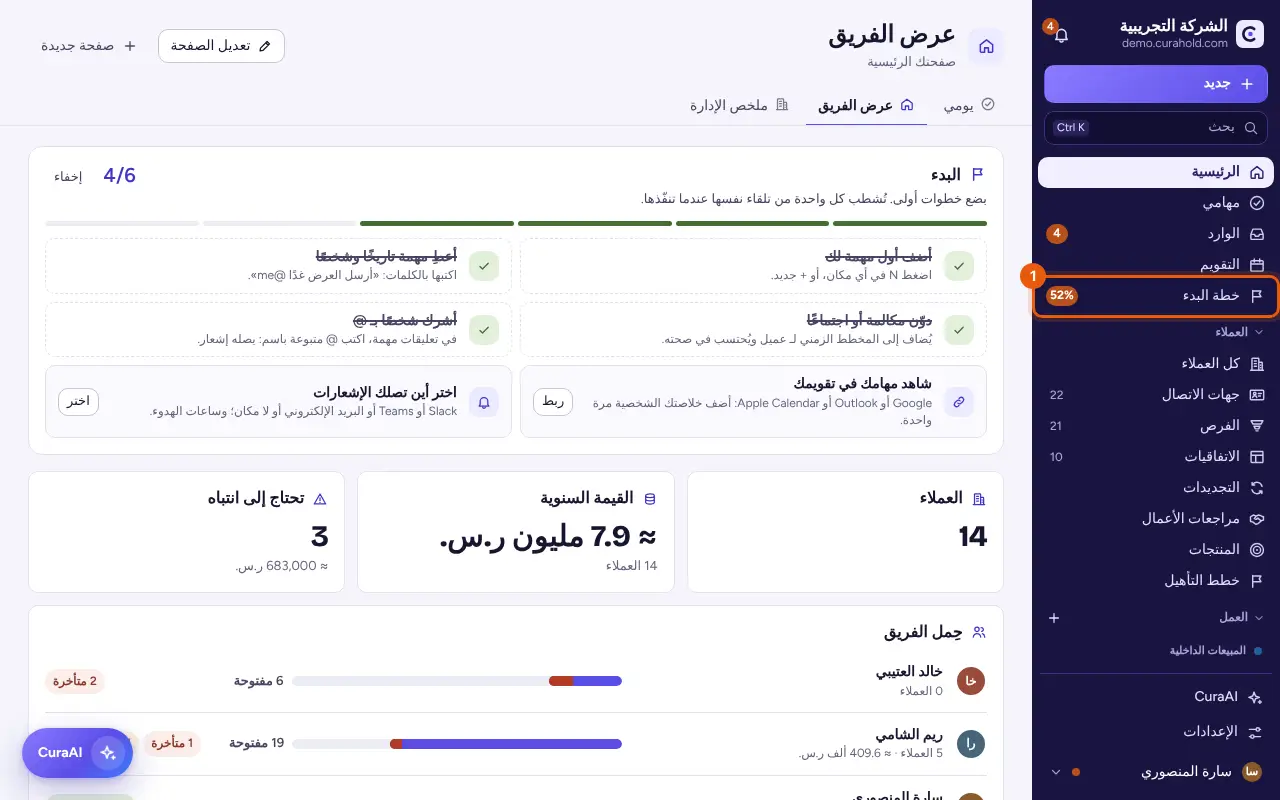 الشركة التجريبية
demo.curahold.com
4
جديد
بحث
Ctrl K
الرئيسية
مهامي
الوارد
4
التقويم
1
خطة البدء
52%
العملاء
كل العملاء
جهات الاتصال
22
الفرص
21
الاتفاقيات
10
التجديدات
مراجعات الأعمال
المنتجات
خطط التأهيل
العمل
المبيعات الداخلية
CuraAI
الإعدادات
سا
سارة المنصوري
عرض الفريق
صفحتك الرئيسية
تعديل الصفحة
صفحة جديدة
يومي
عرض الفريق
ملخص الإدارة
البدء
4/6
إخفاء
بضع خطوات أولى. تُشطب كل واحدة من تلقاء نفسها عندما تنفّذها.
أضف أول مهمة لك
اضغط N في أي مكان، أو + جديد.
أعطِ مهمة تاريخًا وشخصًا
اكتبها بالكلمات: «أرسل العرض غدًا @me».
دوّن مكالمة أو اجتماعًا
يُضاف إلى المخطط الزمني لـ عميل ويُحتسب في صحته.
أشرك شخصًا بـ @
في تعليقات مهمة، اكتب @ متبوعة باسم: يصله إشعار.
شاهد مهامك في تقويمك
Google أو Outlook أو Apple Calendar: أضف خلاصتك الشخصية مرة
واحدة.
ربط
اختر أين تصلك الإشعارات
Slack أو Teams أو البريد الإلكتروني أو لا مكان؛ وساعات الهدوء.
اختر
العملاء
14
القيمة السنوية
≈ 7.9 مليون ر.س.
14 العملاء
تحتاج إلى انتباه
3
≈ 683,000 ر.س.
حِمل الفريق
خا
خالد العتيبي
0 العملاء
6 مفتوحة
2 متأخرة
را
ريم الشامي
5 العملاء · ≈ 409.6 ألف ر.س.
19 مفتوحة
1 متأخرة
سارة المنصوري
سا
CuraAI